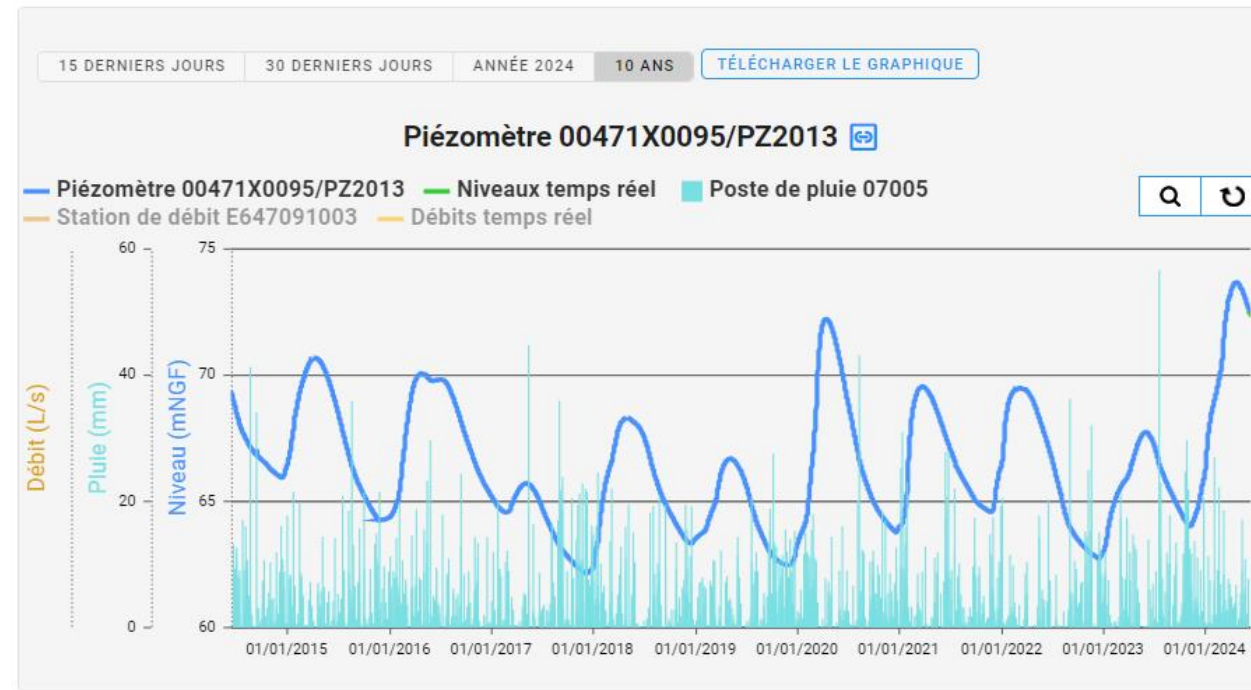 15 DERNIERS JOURS 30 DERNIERS JOURS ANNÉE 2024 10 ANS TÉLÉCHARGER LE GRAPHIQUE
Piézomètre 00471X0095/PZ2013
Piézomètre 00471X0095/PZ2013 Niveaux temps réel Poste de pluie 07005
Station de débit E647091003 Débits temps réel
60 75
40 70
20 65
0 60
Débit (L/s)
Pluie (mm)
Niveau (mNGF)
01/01/2015 01/01/2016 01/01/2017 01/01/2018 01/01/2019 01/01/2020 01/01/2021 01/01/2022 01/01/2023 01/01/2024